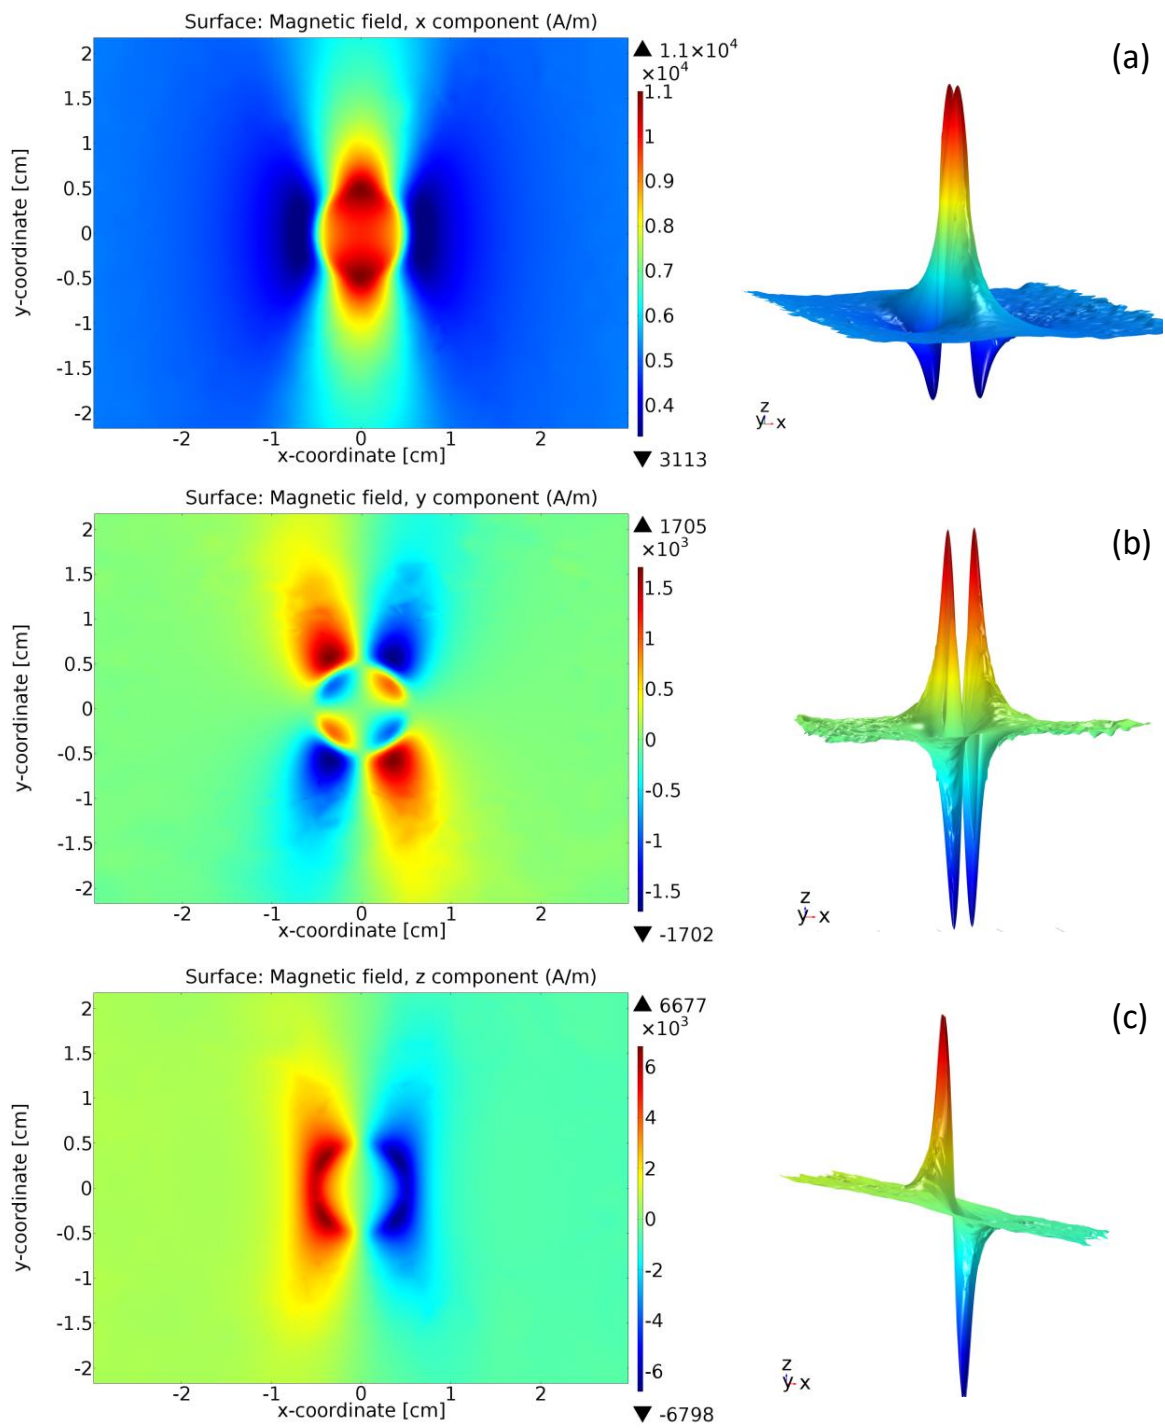 Surface: Magnetic field, x component (A/m)
(a)
▲ 1.1×10⁴
×10⁴
1.1
1
0.9
0.8
0.7
0.6
0.5
0.4
▼ 3113
y-coordinate [cm]
2
1.5
1
0.5
0
-0.5
-1
-1.5
-2
-2 -1 0 1 2
x-coordinate [cm]
z
y x
Surface: Magnetic field, y component (A/m)
(b)
▲ 1705
×10³
1.5
1
0.5
0
-0.5
-1
-1.5
▼ -1702
y-coordinate [cm]
2
1.5
1
0.5
0
-0.5
-1
-1.5
-2
-2 -1 0 1 2
x-coordinate [cm]
z
y x
Surface: Magnetic field, z component (A/m)
(c)
▲ 6677
×10³
6
4
2
0
-2
-4
-6
▼ -6798
y-coordinate [cm]
2
1.5
1
0.5
0
-0.5
-1
-1.5
-2
-2 -1 0 1 2
x-coordinate [cm]
z
y x